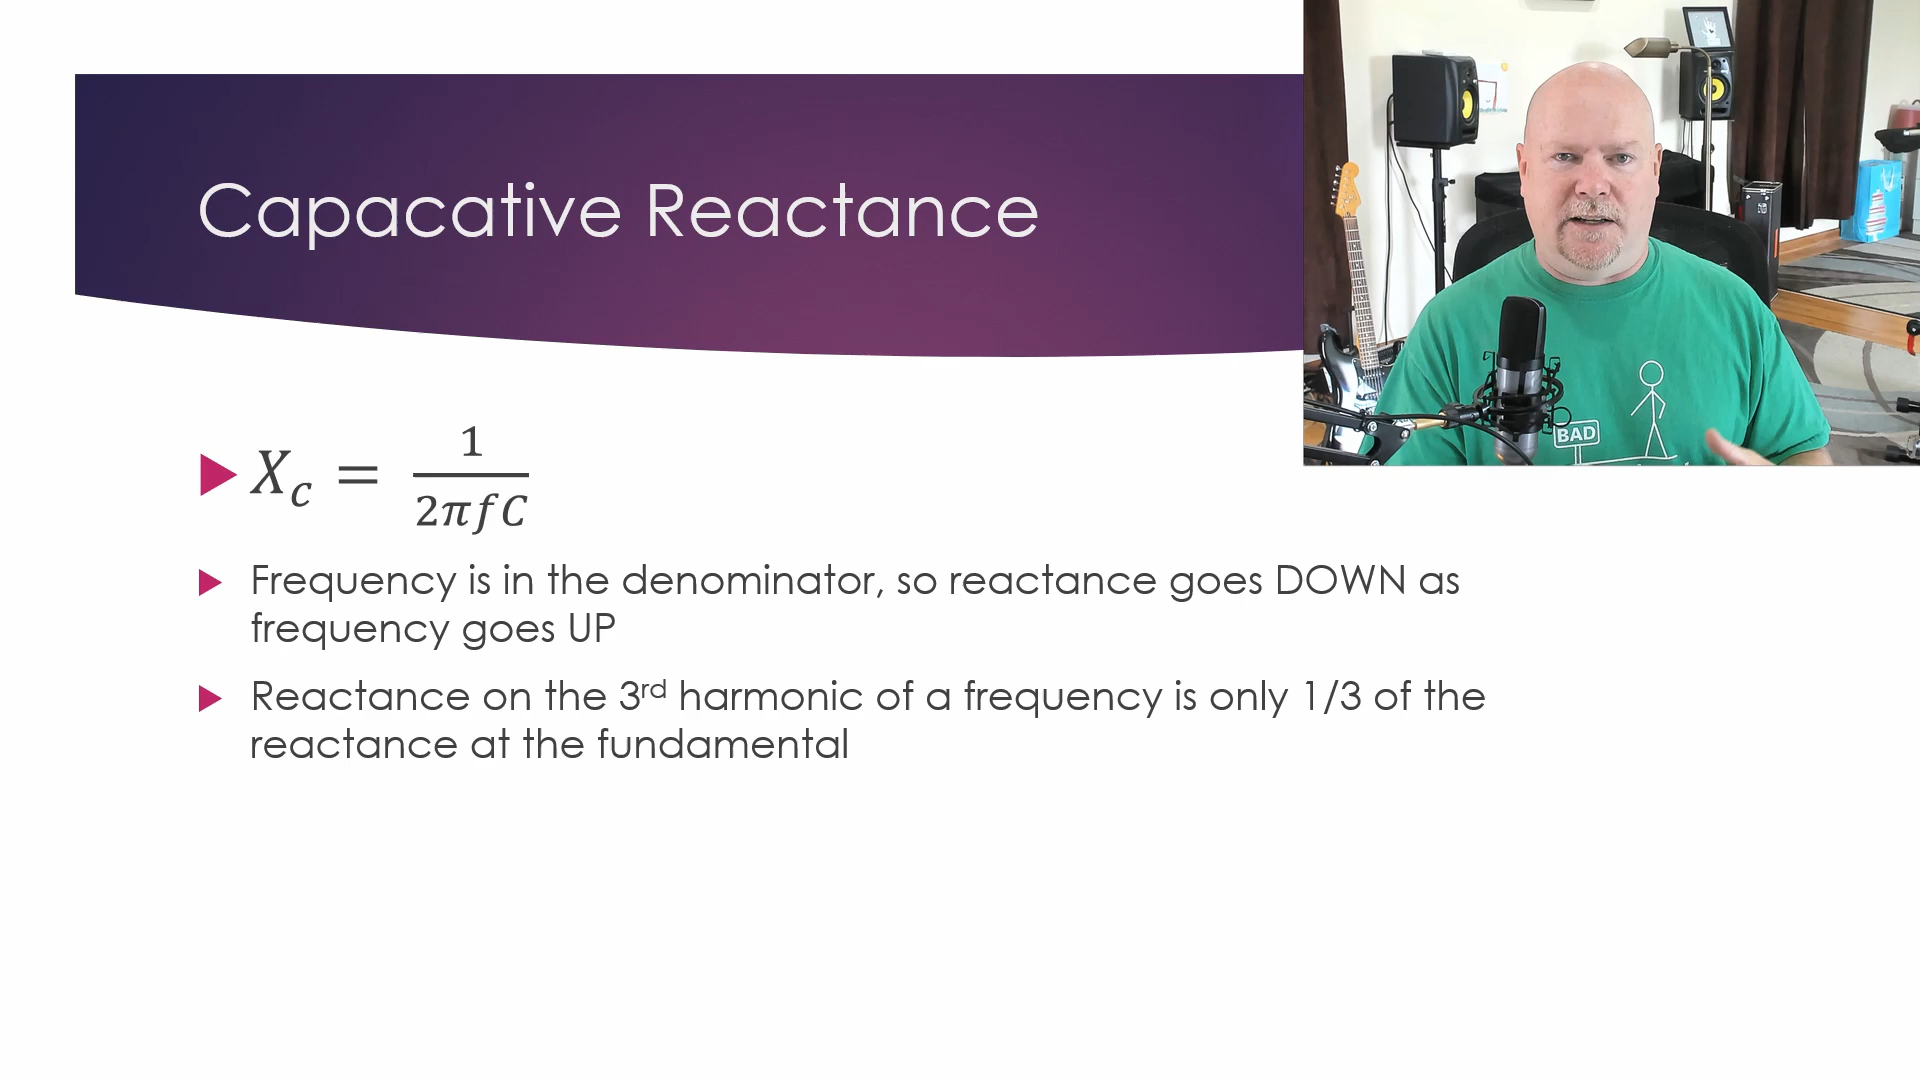 Capacative Reactance
X_c = 1 / 2πfC
Frequency is in the denominator, so reactance goes DOWN as
frequency goes UP
Reactance on the 3rd harmonic of a frequency is only 1/3 of the
reactance at the fundamental
BAD